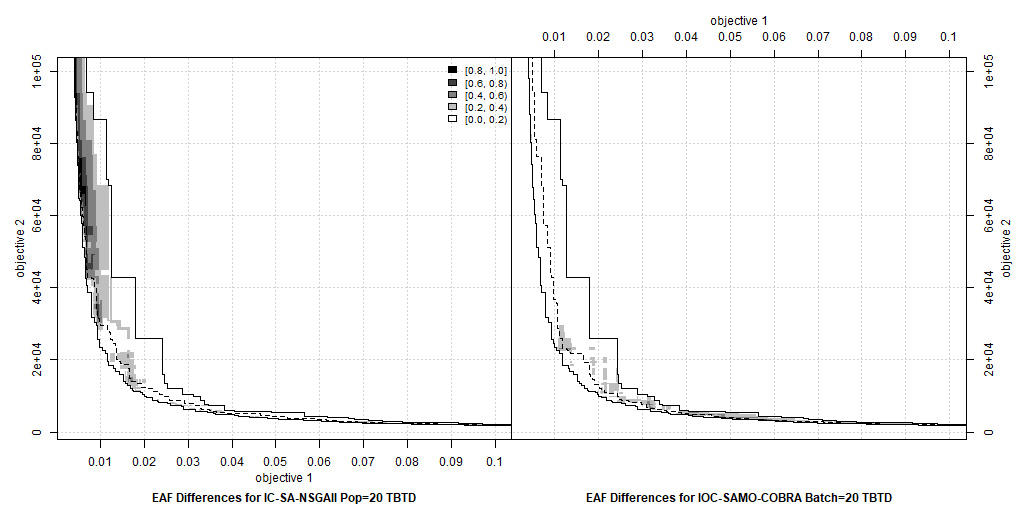 objective 1
0.01 0.02 0.03 0.04 0.05 0.06 0.07 0.08 0.09 0.1
[0.8, 1.0]
[0.6, 0.8)
[0.4, 0.6)
[0.2, 0.4)
[0.0, 0.2)
objective 2
0 2e+04 4e+04 6e+04 8e+04 1e+05
0 2e+04 4e+04 6e+04 8e+04 1e+05
objective 2
0.01 0.02 0.03 0.04 0.05 0.06 0.07 0.08 0.09 0.1
objective 1
EAF Differences for IC-SA-NSGAII Pop=20 TBTD
EAF Differences for IOC-SAMO-COBRA Batch=20 TBTD